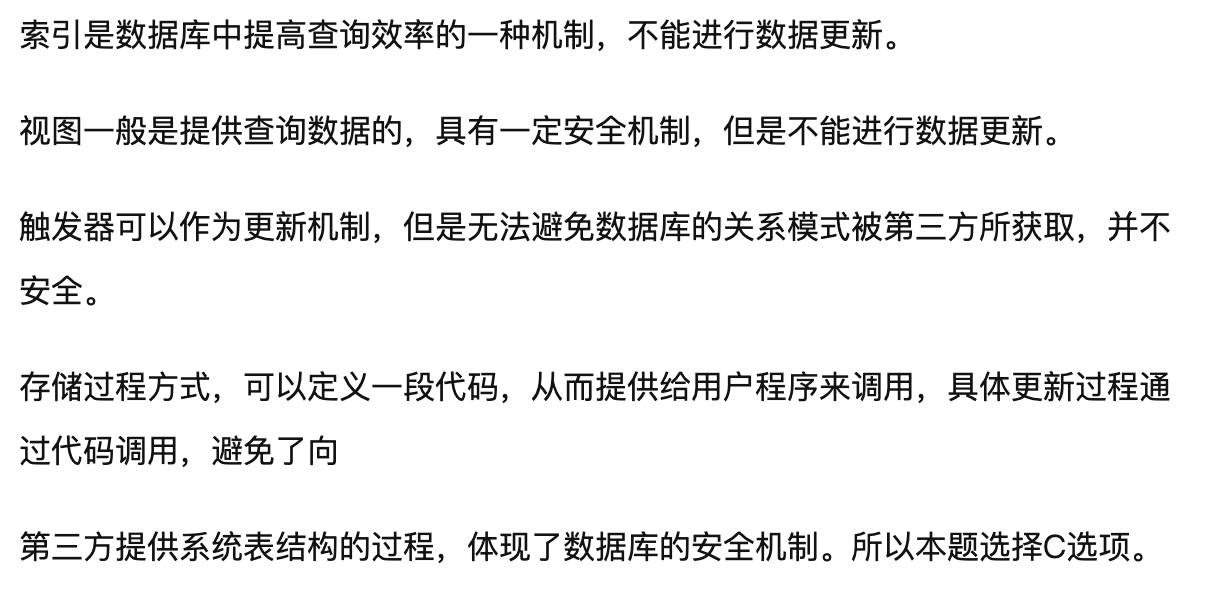 索引是数据库中提高查询效率的一种机制，不能进行数据更新。
视图一般是提供查询数据的，具有一定安全机制，但是不能进行数据更新。
触发器可以作为更新机制，但是无法避免数据库的关系模式被第三方所获取，并不
安全。
存储过程方式，可以定义一段代码，从而提供给用户程序来调用，具体更新过程通
过代码调用，避免了向
第三方提供系统表结构的过程，体现了数据库的安全机制。所以本题选择C选项。